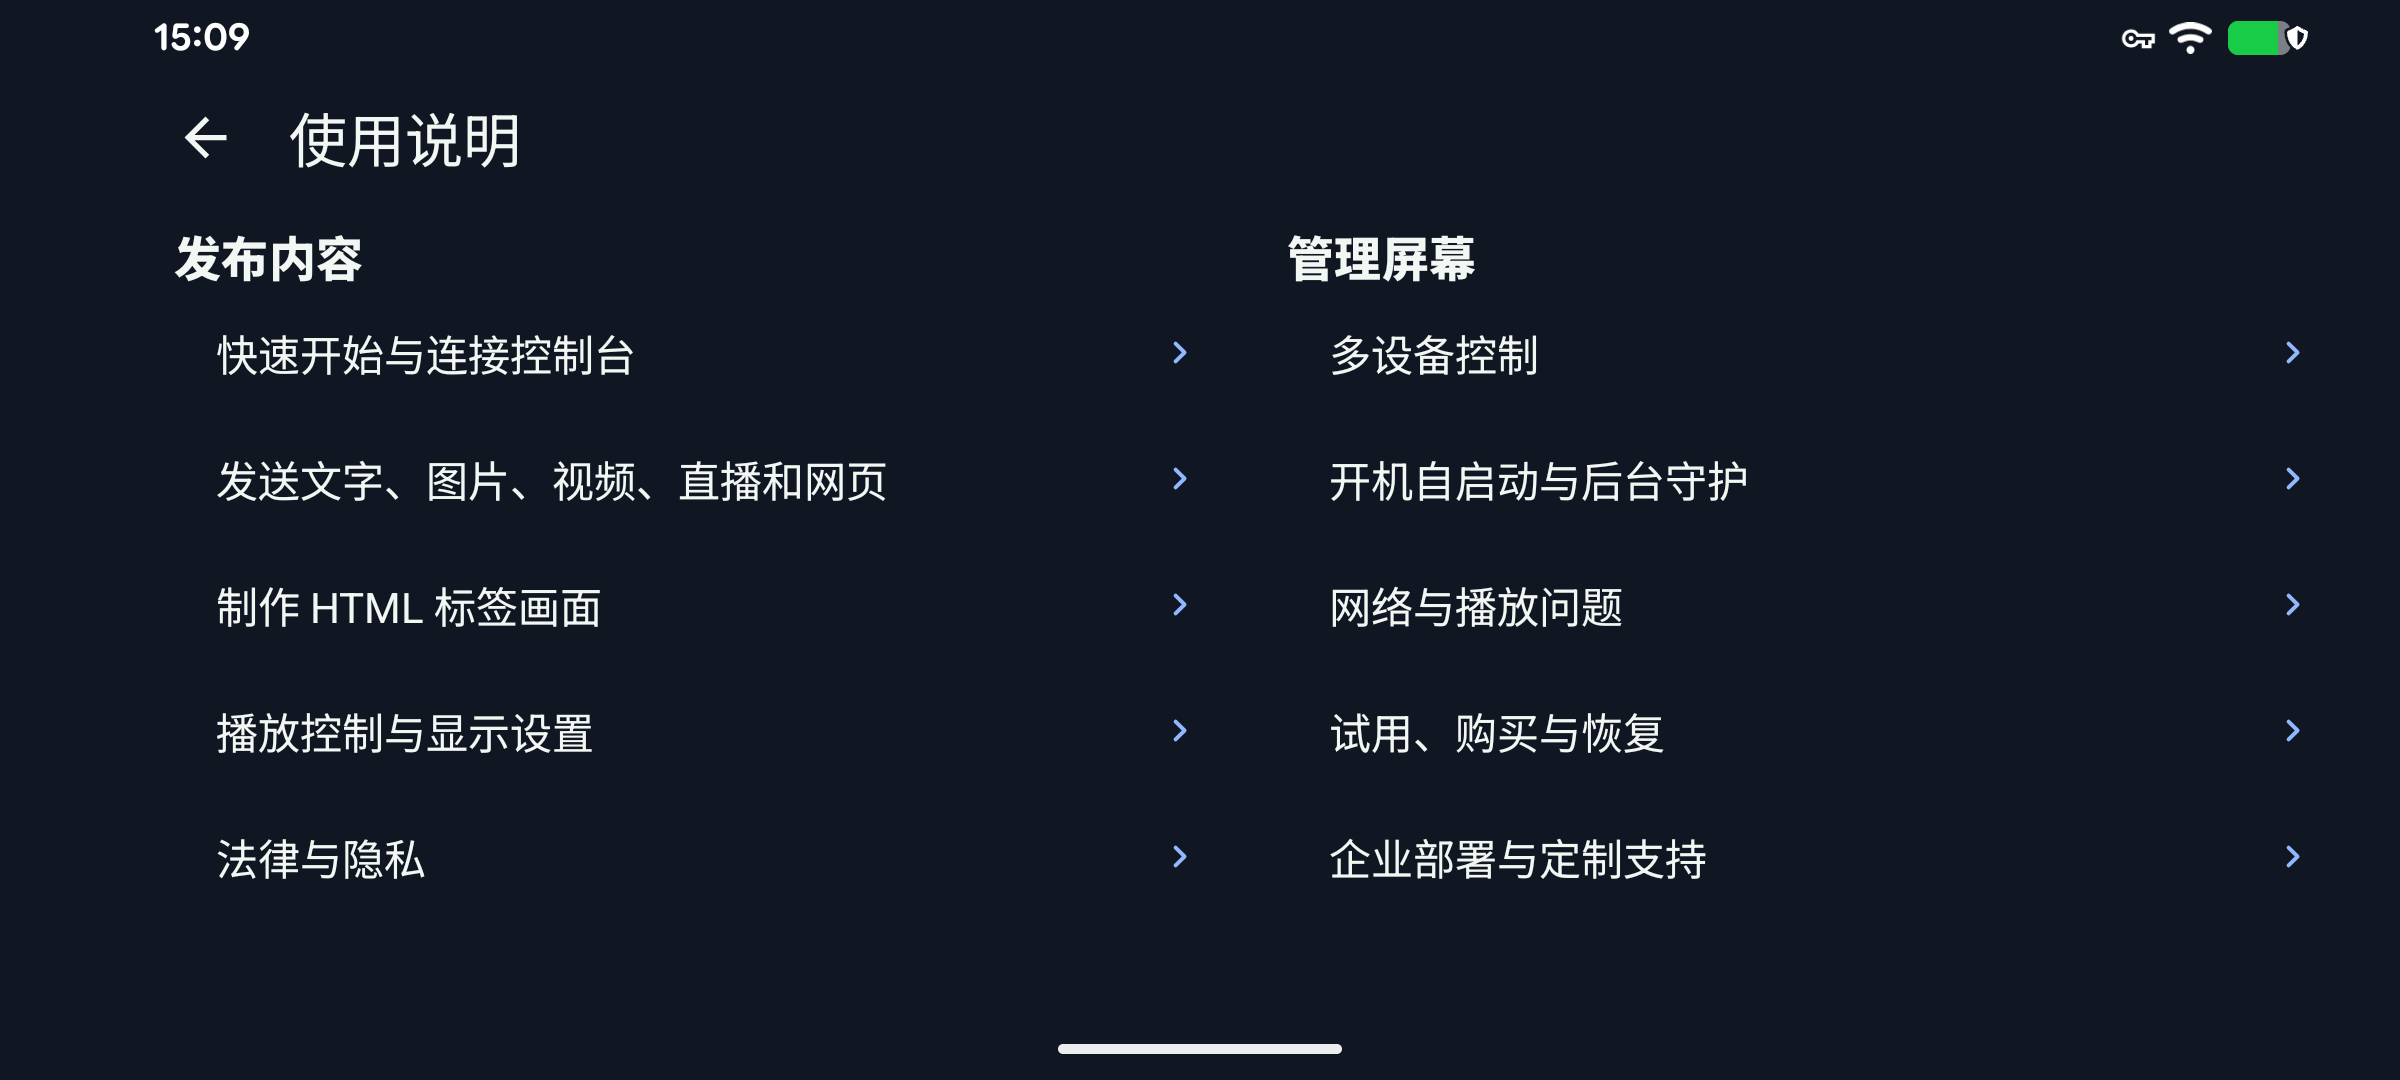 15:09
使用说明
发布内容
快速开始与连接控制台
发送文字、图片、视频、直播和网页
制作 HTML 标签画面
播放控制与显示设置
法律与隐私
管理屏幕
多设备控制
开机自启动与后台守护
网络与播放问题
试用、购买与恢复
企业部署与定制支持